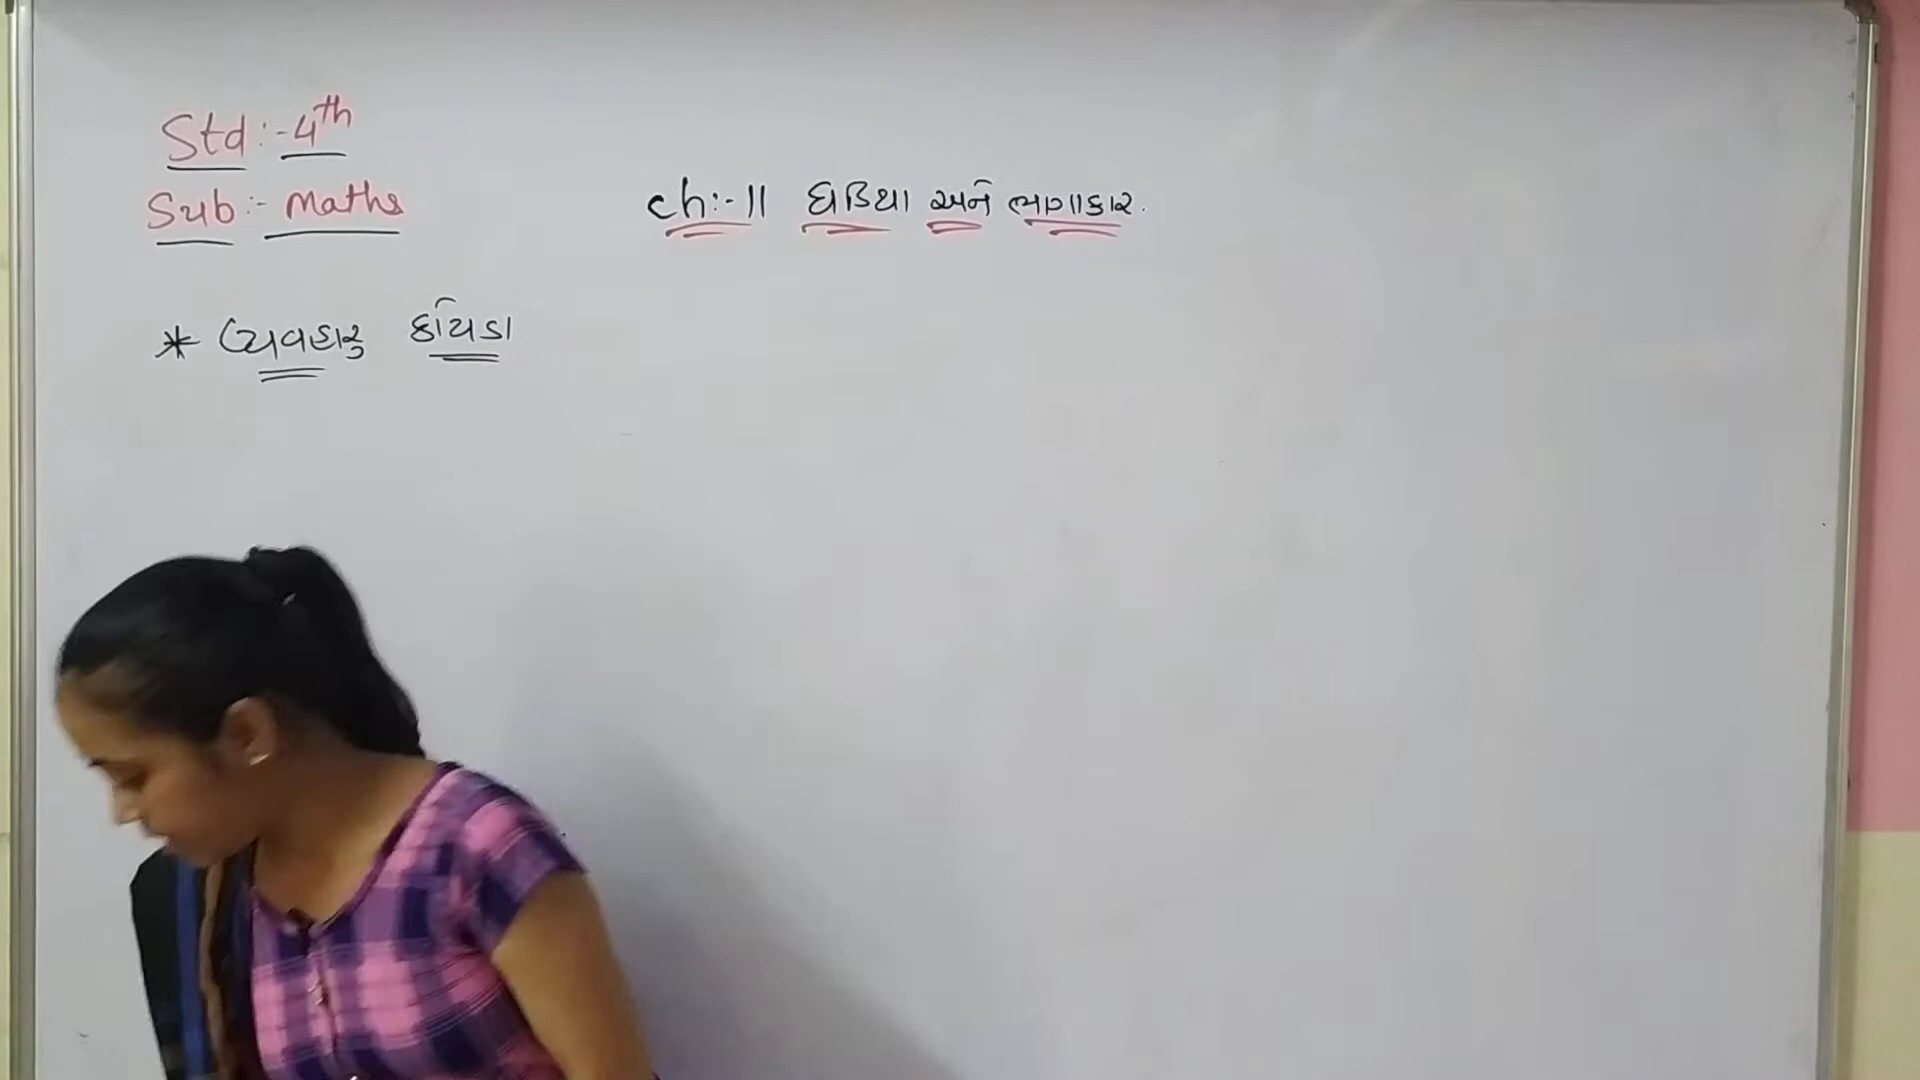 Std :- 4th
Sub :- Maths
ch:- 11 ઘડિયા અને ભાગાકાર.
* વ્યવહારુ કોયડા